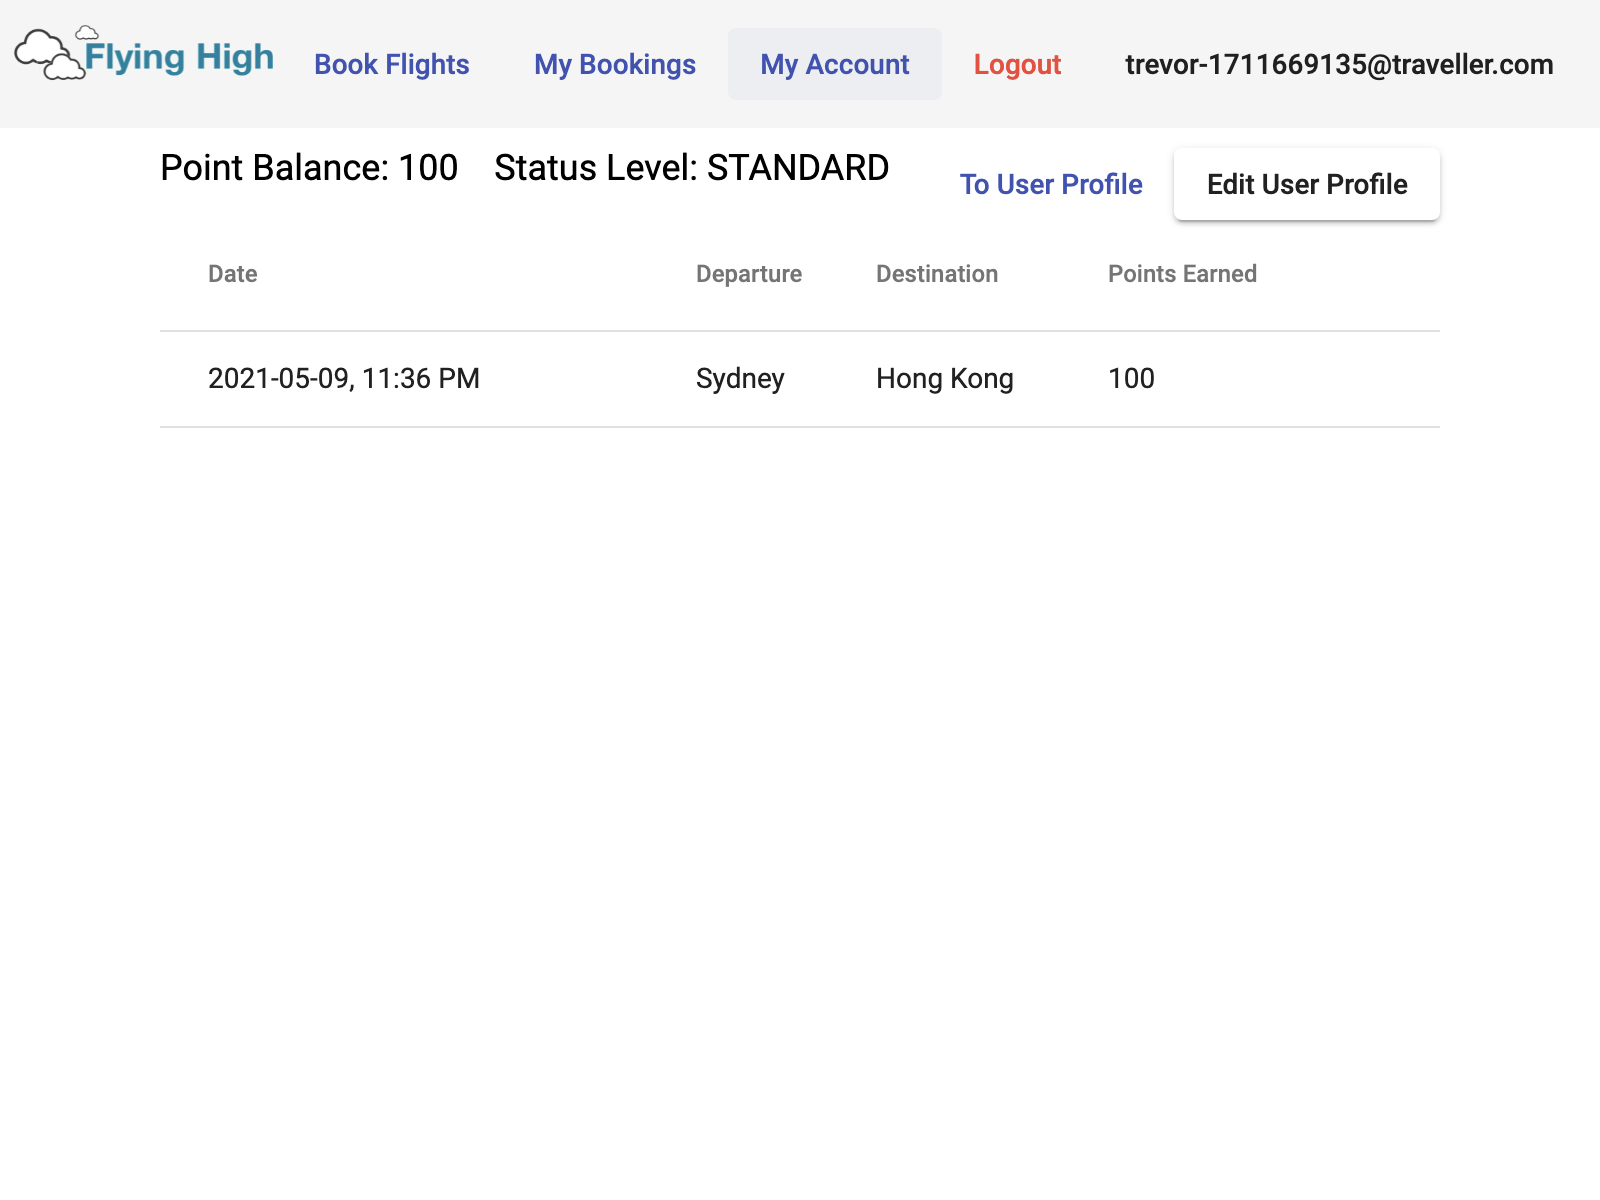 Flying High Book Flights My Bookings My Account Logout trevor-1711669135@traveller.com
Point Balance: 100 Status Level: STANDARD To User Profile Edit User Profile
Date Departure Destination Points Earned
2021-05-09, 11:36 PM Sydney Hong Kong 100